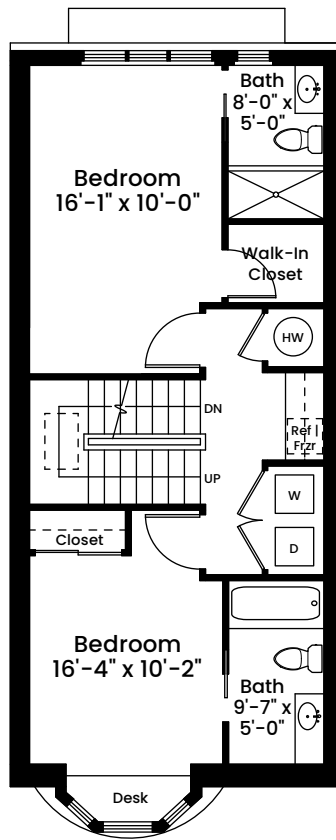 Bath
8'-0" x
5'-0"
Bedroom
16'-1" x 10'-0"
Walk-In
Closet
HW
DN
Ref |
Frzr
UP
W
Closet
D
Bedroom
16'-4" x 10'-2"
Bath
9'-7" x
5'-0"
Desk